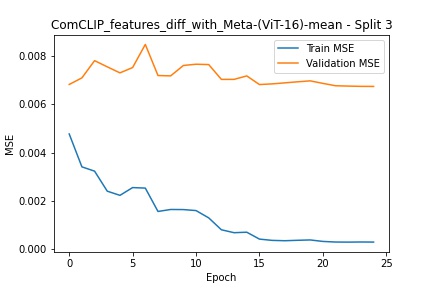 ComCLIP_features_diff_with_Meta-(ViT-16)-mean - Split 3
Train MSE
Validation MSE
0.008
0.006
0.004
0.002
0.000
MSE
0 5 10 15 20 25
Epoch